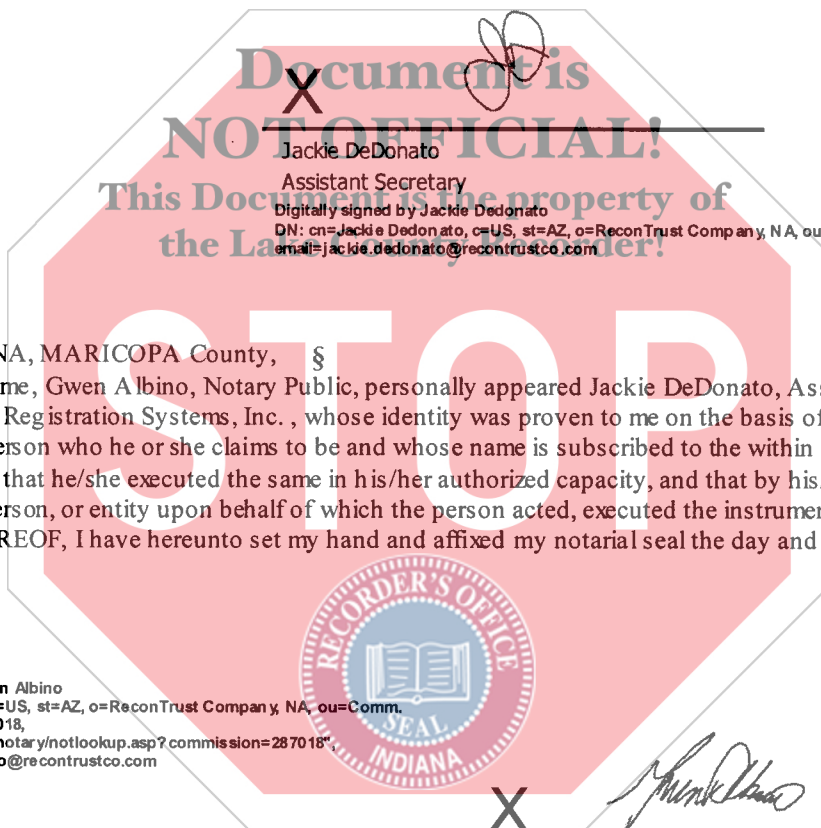 Document is
X
NOT OFFICIAL!
Jackie DeDonato
Assistant Secretary
This Document is the property of
Digitally signed by Jackie Dedonato
DN: cn=Jackie Dedonato, c=US, st=AZ, o=ReconTrust Company, NA, ou
the Lake County Recorder!
email=jackie.dedonato@recontrustco.com
STOP
NA, MARICOPA County, §
me, Gwen Albino, Notary Public, personally appeared Jackie DeDonato, As
Registration Systems, Inc. , whose identity was proven to me on the basis of
erson who he or she claims to be and whose name is subscribed to the within
that he/she executed the same in his/her authorized capacity, and that by his
erson, or entity upon behalf of which the person acted, executed the instrumen
REOF, I have hereunto set my hand and affixed my notarial seal the day and
RECORDER'S OFFICE
SEAL
INDIANA
n Albino
=US, st=AZ, o=ReconTrust Company, NA, ou=Comm.
018,
notary/notlookup.asp?commission=287018",
o@recontrustco.com
X